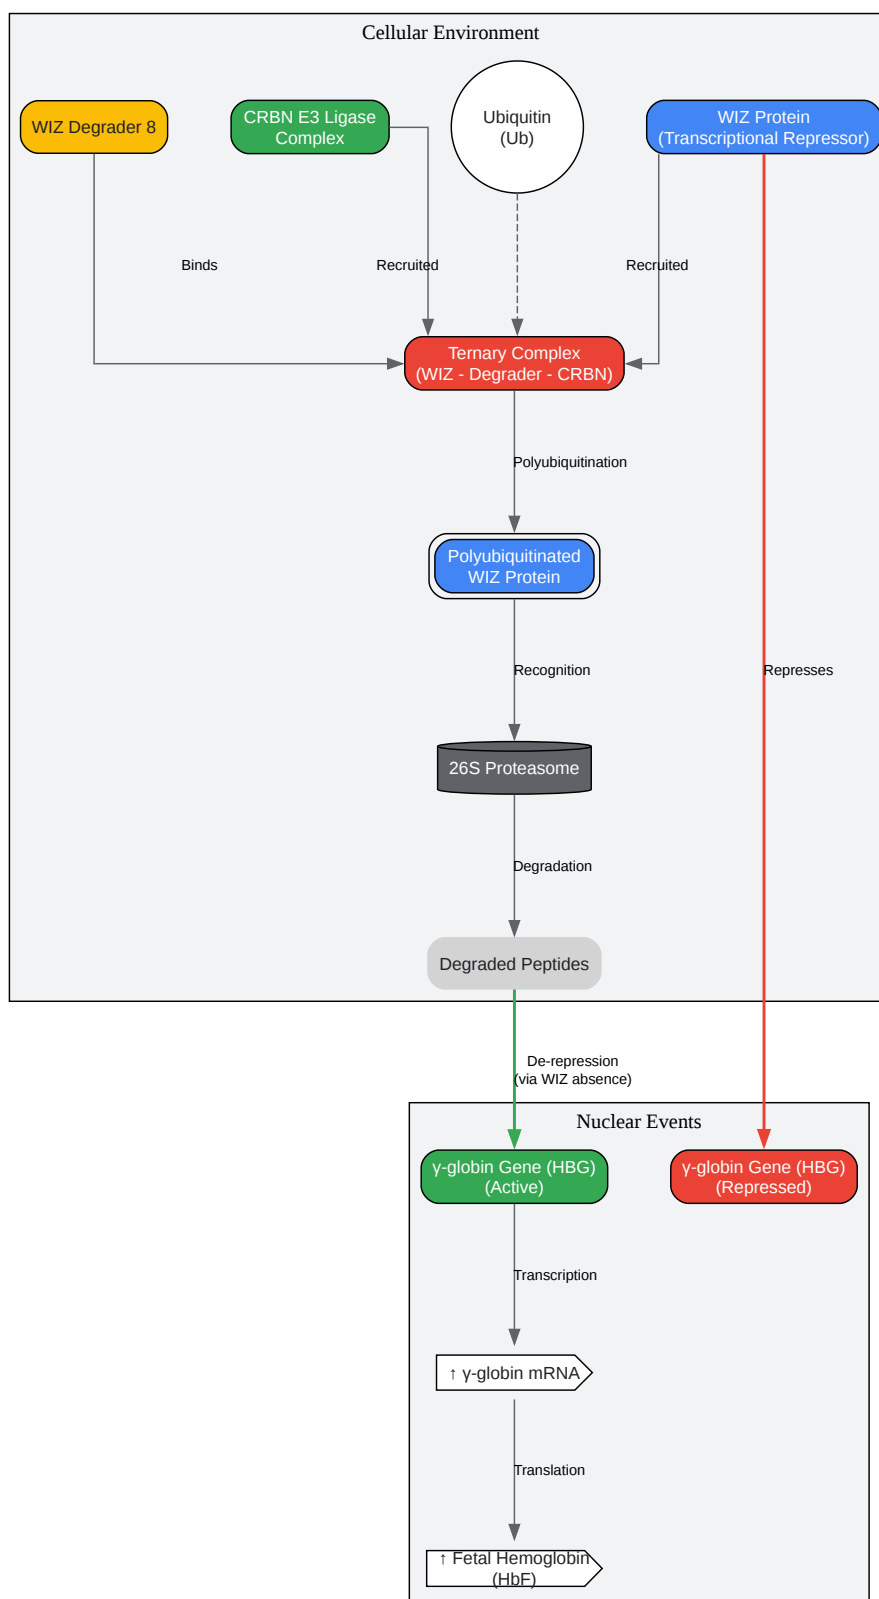 Cellular Environment
WIZ Degrader 8
CRBN E3 Ligase
Complex
Ubiquitin
(Ub)
WIZ Protein
(Transcriptional Repressor)
Binds
Recruited
Recruited
Ternary Complex
(WIZ - Degrader - CRBN)
Polyubiquitination
Polyubiquitinated
WIZ Protein
Recognition
Represses
26S Proteasome
Degradation
Degraded Peptides
De-repression
(via WIZ absence)
Nuclear Events
γ-globin Gene (HBG)
(Active)
γ-globin Gene (HBG)
(Repressed)
Transcription
↑ γ-globin mRNA
Translation
↑ Fetal Hemoglobin
(HbF)